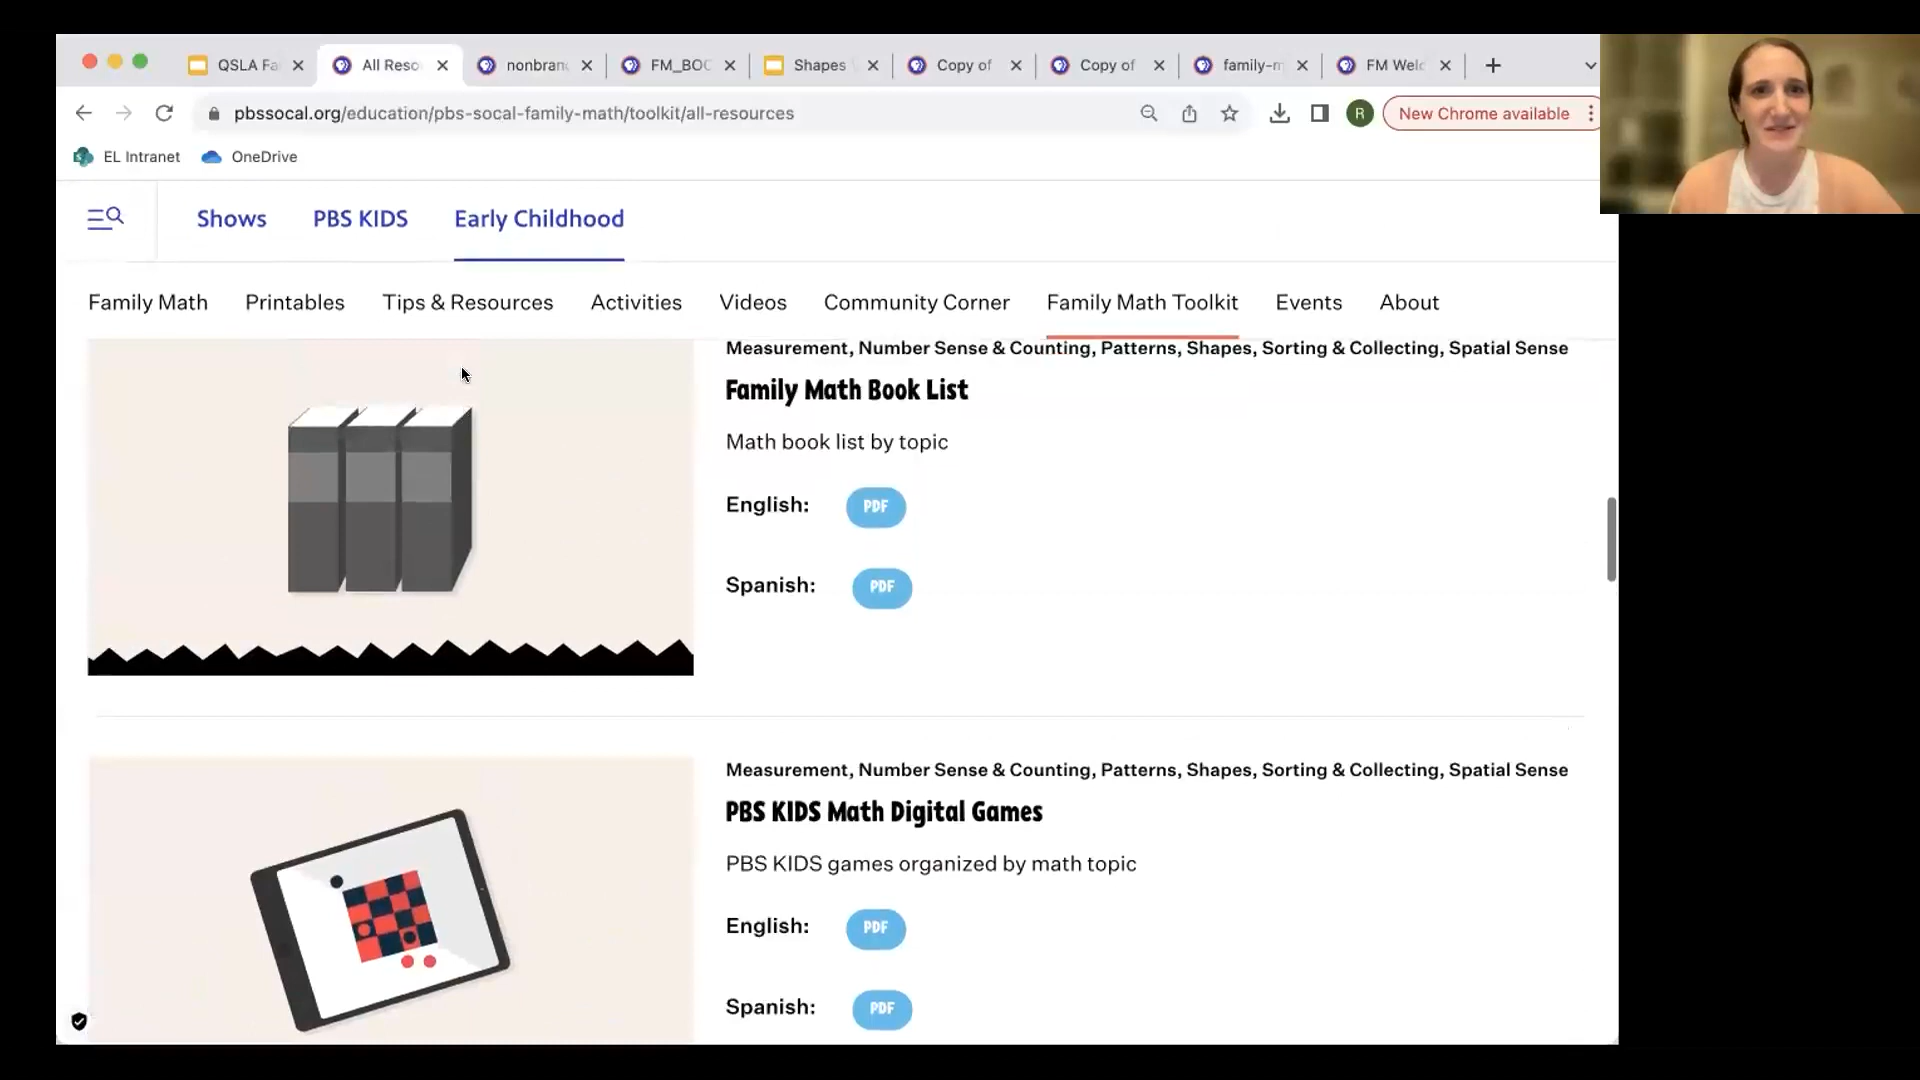 QSLA Fa
All Reso
nonbran
FM_BOO
Shapes
Copy of
Copy of
family-m
FM Welc
pbssocal.org/education/pbs-socal-family-math/toolkit/all-resources
R
New Chrome available
EL Intranet
OneDrive
Shows
PBS KIDS
Early Childhood
Family Math
Printables
Tips & Resources
Activities
Videos
Community Corner
Family Math Toolkit
Events
About
Measurement, Number Sense & Counting, Patterns, Shapes, Sorting & Collecting, Spatial Sense
Family Math Book List
Math book list by topic
English: PDF
Spanish: PDF
Measurement, Number Sense & Counting, Patterns, Shapes, Sorting & Collecting, Spatial Sense
PBS KIDS Math Digital Games
PBS KIDS games organized by math topic
English: PDF
Spanish: PDF